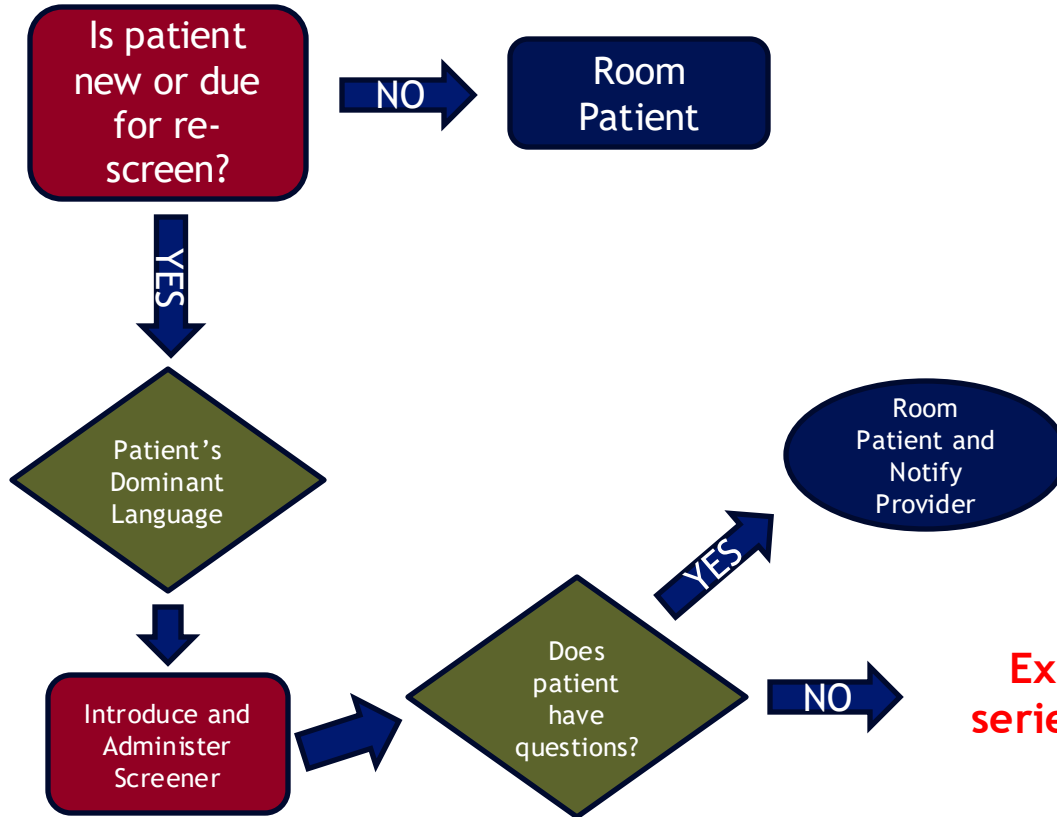 Is patient
new or due
for re-
screen?
NO
Room
Patient
YES
Patient’s
Dominant
Language
Room
Patient and
Notify
Provider
YES
Introduce and
Administer
Screener
Does
patient
have
questions?
NO